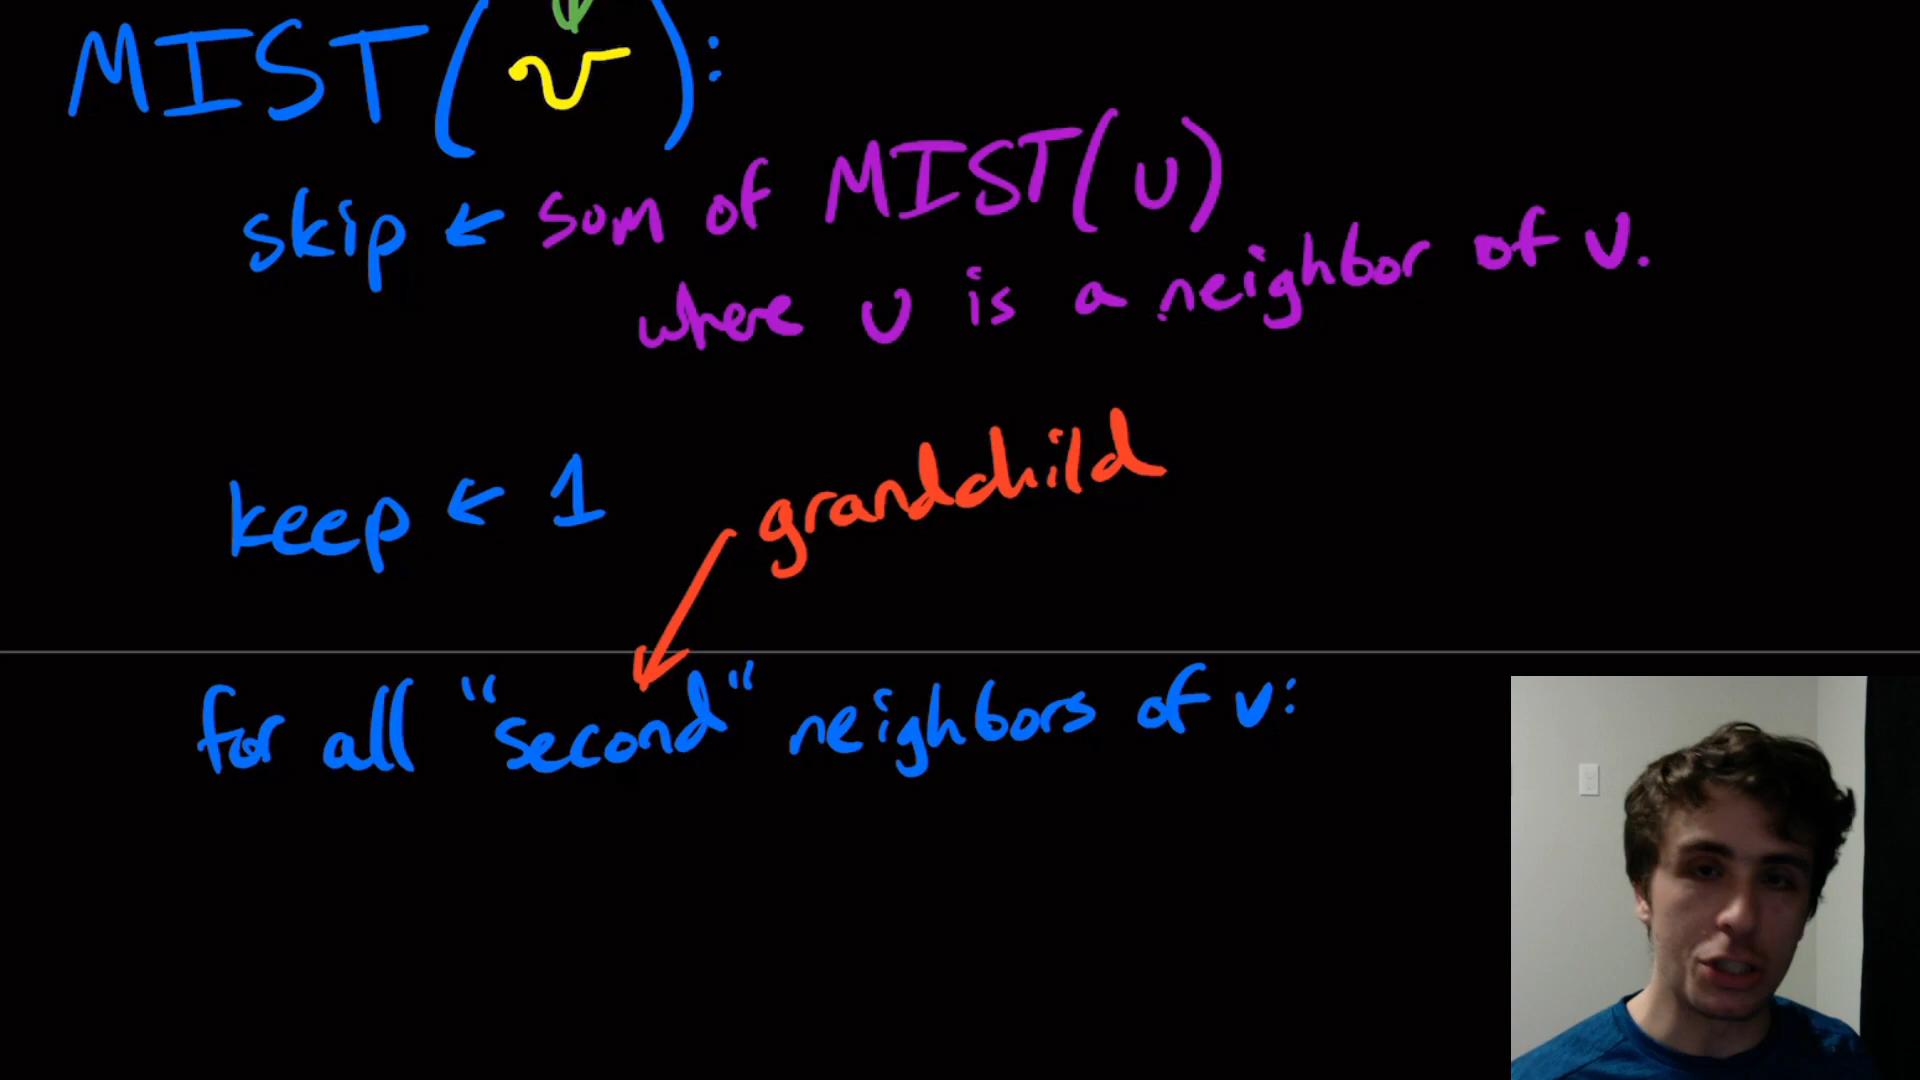 MIST(v):
skip ← sum of MIST(u)
where u is a neighbor of v.
keep ← 1
grandchild
for all "second" neighbors of v: